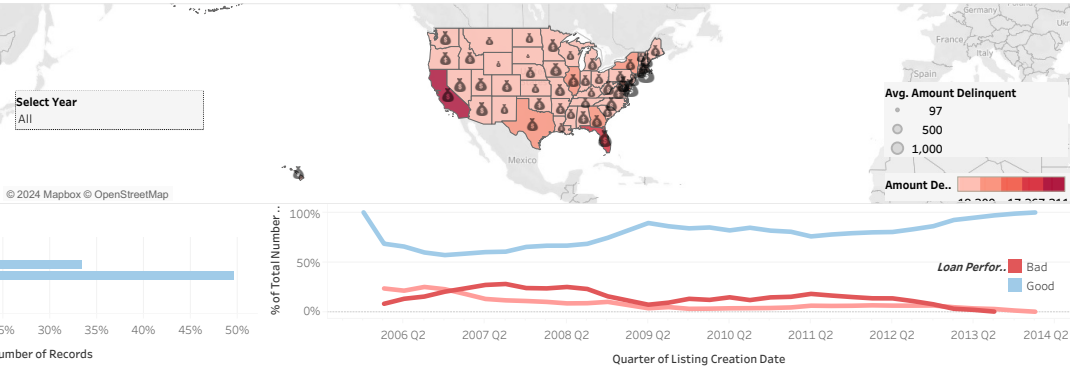 Germany
Ukr
France
Italy
Spain
Mexico
Select Year
All
Avg. Amount Delinquent
97
500
1,000
Amount De..
© 2024 Mapbox © OpenStreetMap
5%
30%
35%
40%
45%
50%
umber of Records
% of Total Number ..
100%
50%
0%
2006 Q2
2007 Q2
2008 Q2
2009 Q2
2010 Q2
2011 Q2
2012 Q2
2013 Q2
2014 Q2
Quarter of Listing Creation Date
Loan Perfor..
Bad
Good